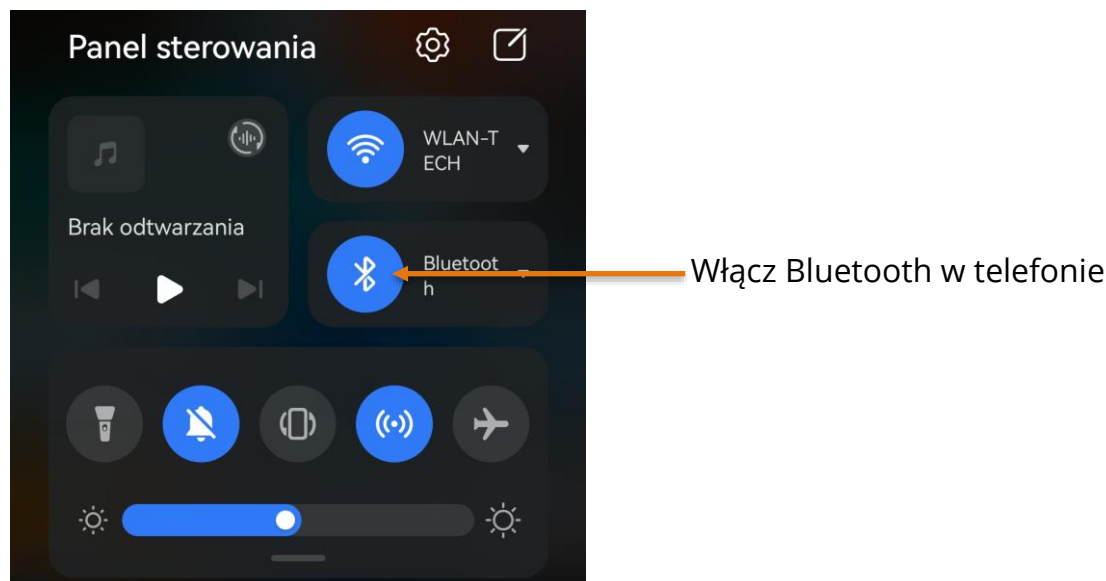 Panel sterowania
WLAN-T
ECH
Brak odtwarzania
Bluetoot
h
Włącz Bluetooth w telefonie